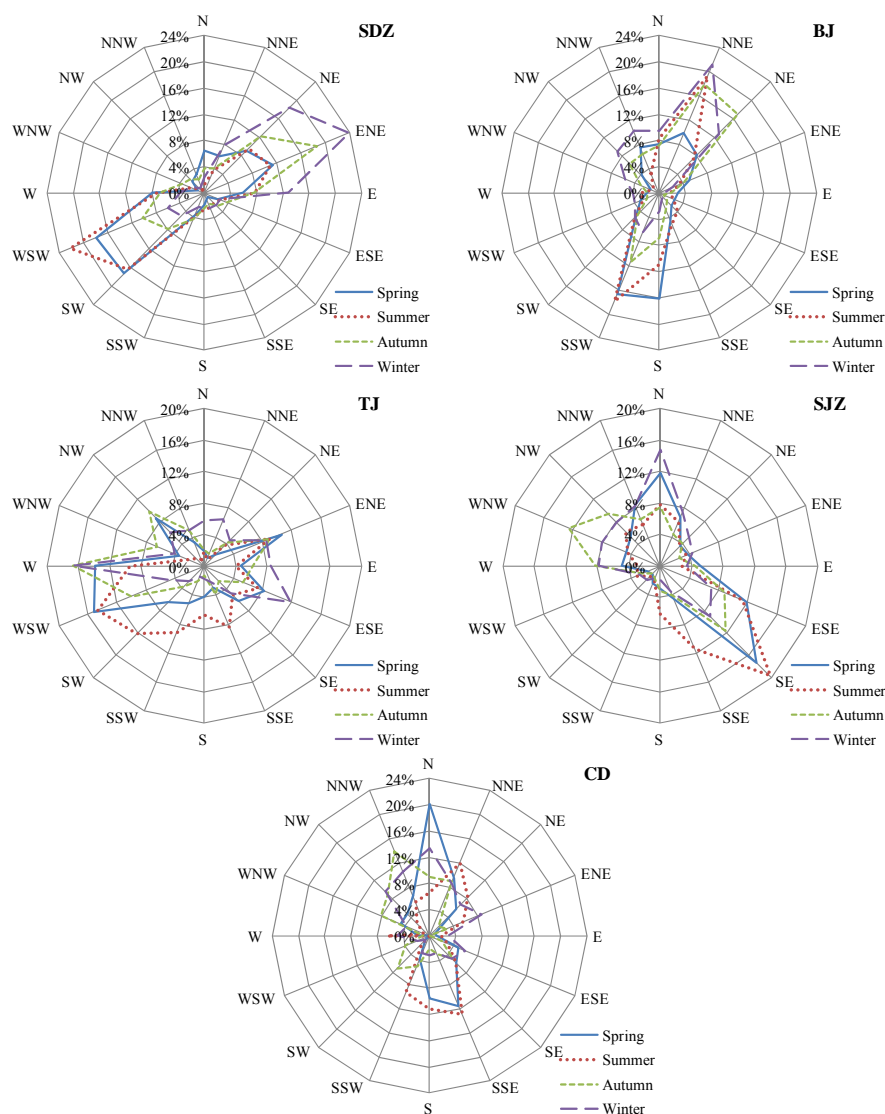 SDZ
N
NNE
NE
ENE
E
ESE
SE
SSE
S
SSW
SW
WSW
W
WNW
NW
NNW
24%
20%
16%
12%
8%
4%
0%
Spring
Summer
Autumn
Winter
BJ
N
NNE
NE
ENE
E
ESE
SE
SSE
S
SSW
SW
WSW
W
WNW
NW
NNW
24%
20%
16%
12%
8%
4%
0%
Spring
Summer
Autumn
Winter
TJ
N
NNE
NE
ENE
E
ESE
SE
SSE
S
SSW
SW
WSW
W
WNW
NW
NNW
20%
16%
12%
8%
4%
0%
Spring
Summer
Autumn
Winter
SJZ
N
NNE
NE
ENE
E
ESE
SE
SSE
S
SSW
SW
WSW
W
WNW
NW
NNW
20%
16%
12%
8%
4%
0%
Spring
Summer
Autumn
Winter
CD
N
NNE
NE
ENE
E
ESE
SE
SSE
S
SSW
SW
WSW
W
WNW
NW
NNW
24%
20%
16%
12%
8%
4%
0%
Spring
Summer
Autumn
Winter